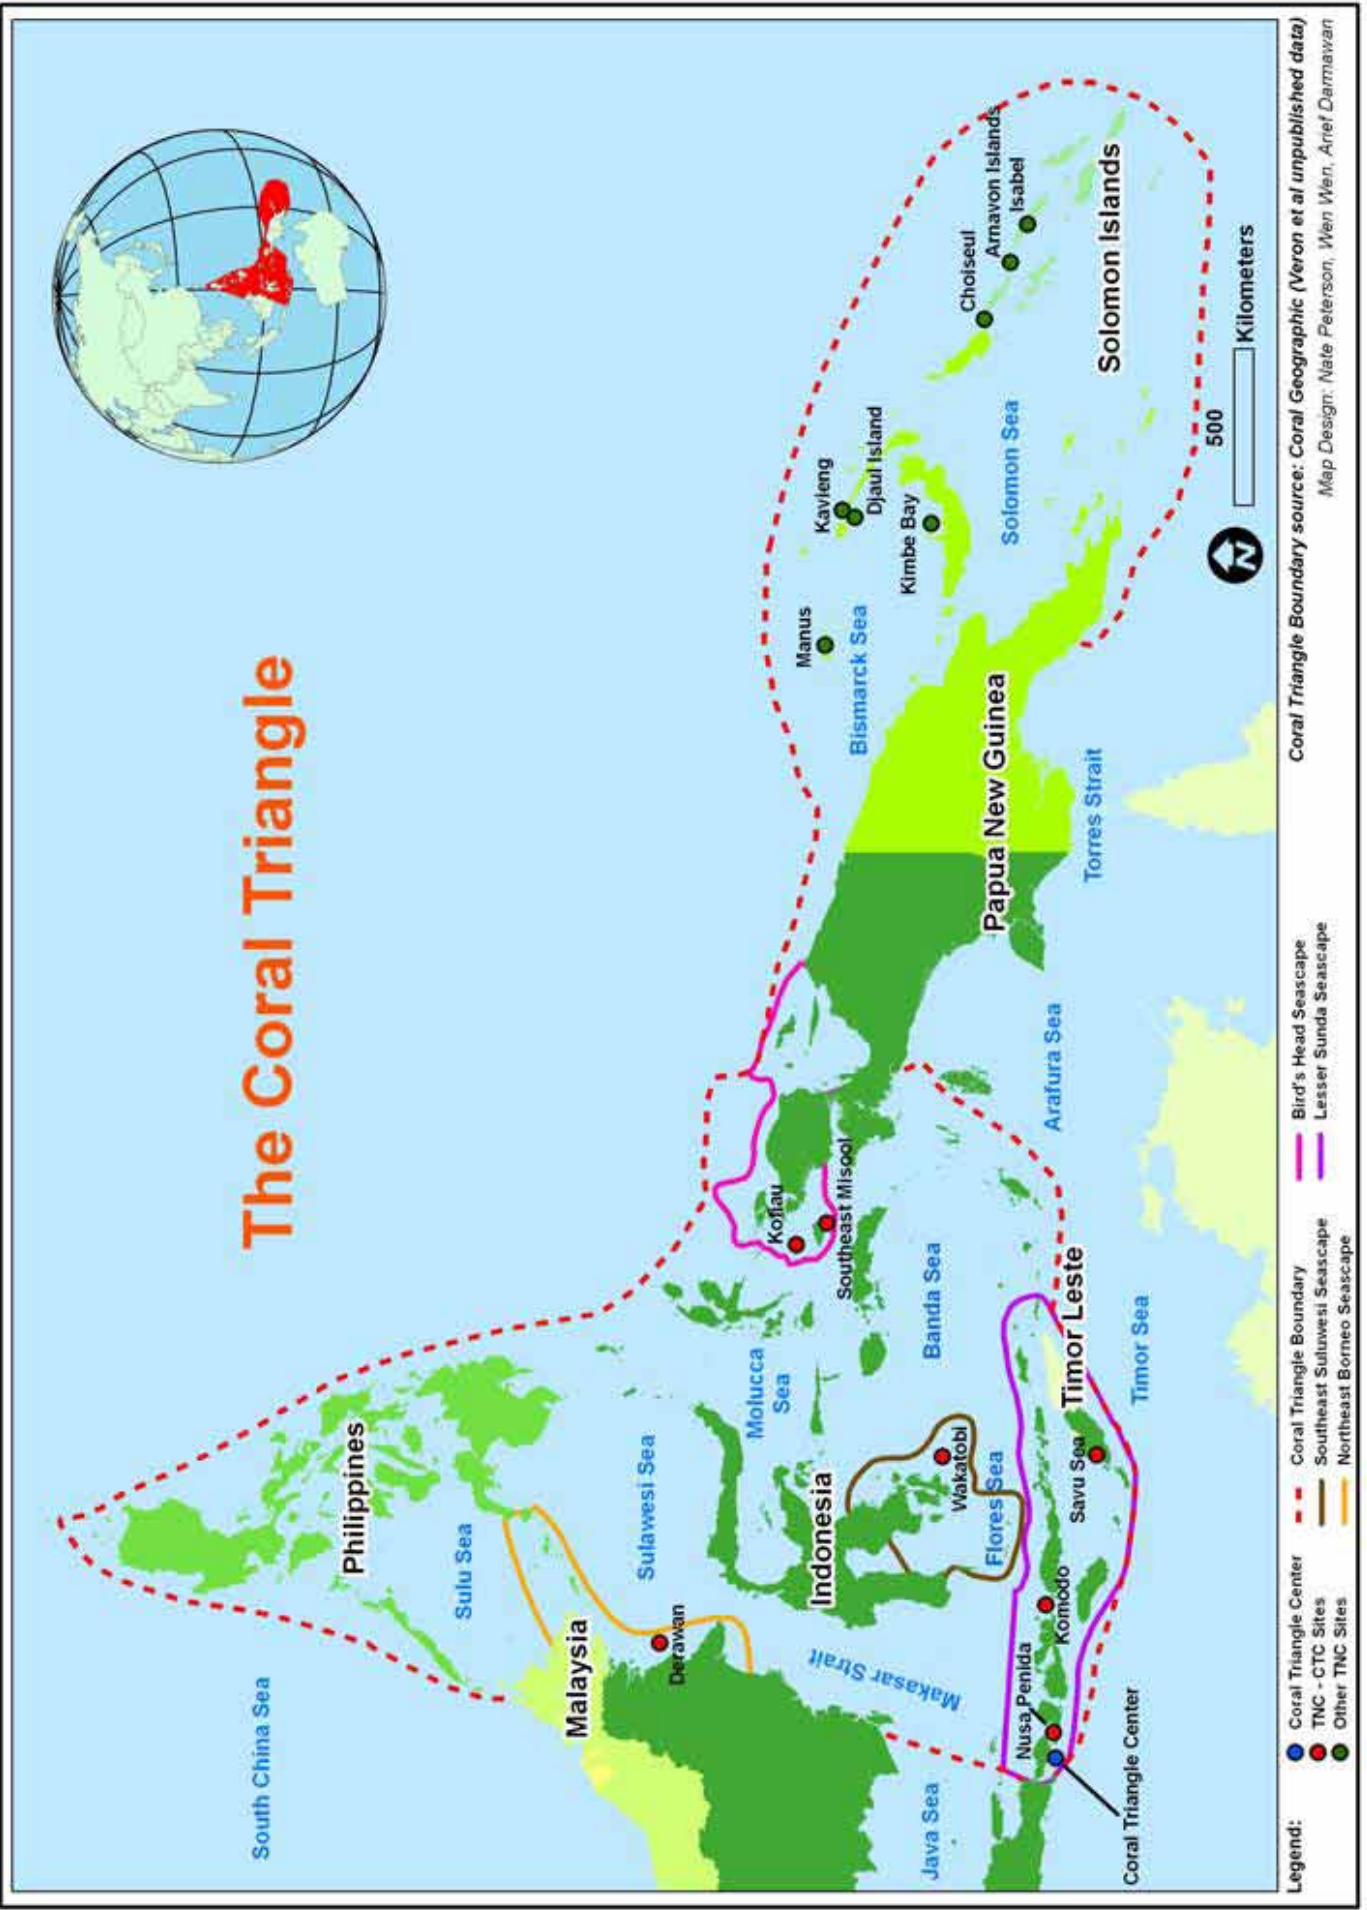 The Coral Triangle
South China Sea
Philippines
Sulu Sea
Malaysia
Sulawesi Sea
Derawan
Molucca
Sea
Indonesia
Makasar Strait
Kofiau
Southeast Misool
Banda Sea
Wakatobi
Flores Sea
Java Sea
Nusa Penida
Komodo
Savu Sea
Timor Leste
Timor Sea
Coral Triangle Center
Arafura Sea
Manus
Bismarck Sea
Kavieng
Djaul Island
Kimbe Bay
Papua New Guinea
Torres Strait
Solomon Sea
Choiseul
Arnavon Islands
Isabel
Solomon Islands
N
500
Kilometers
Legend:
Coral Triangle Center
TNC - CTC Sites
Other TNC Sites
Coral Triangle Boundary
Southeast Suluwesi Seascape
Northeast Borneo Seascape
Bird's Head Seascape
Lesser Sunda Seascape
Coral Triangle Boundary source: Coral Geographic (Veron et al unpublished data)
Map Design: Nate Peterson, Wen Wen, Arief Darmawan